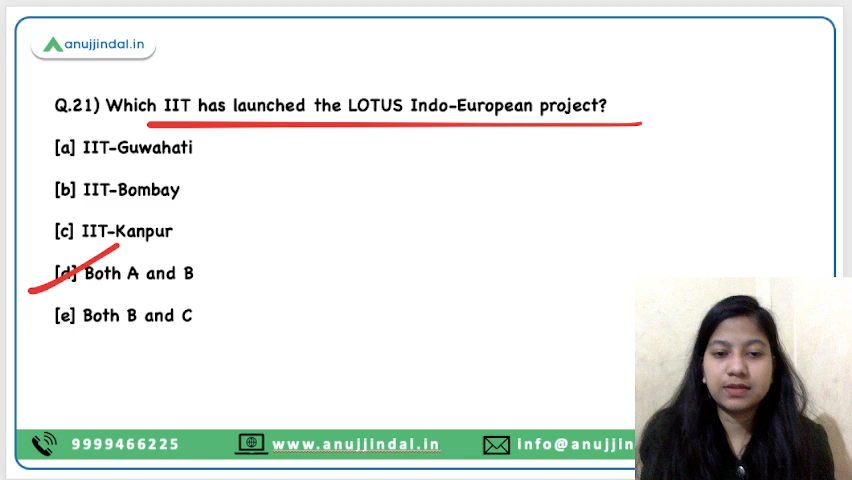 anujjindal.in
Q.21) Which IIT has launched the LOTUS Indo-European project?
[a] IIT-Guwahati
[b] IIT-Bombay
[c] IIT-Kanpur
[d] Both A and B
[e] Both B and C
9999466225 www.anujjindal.in info@anujjin